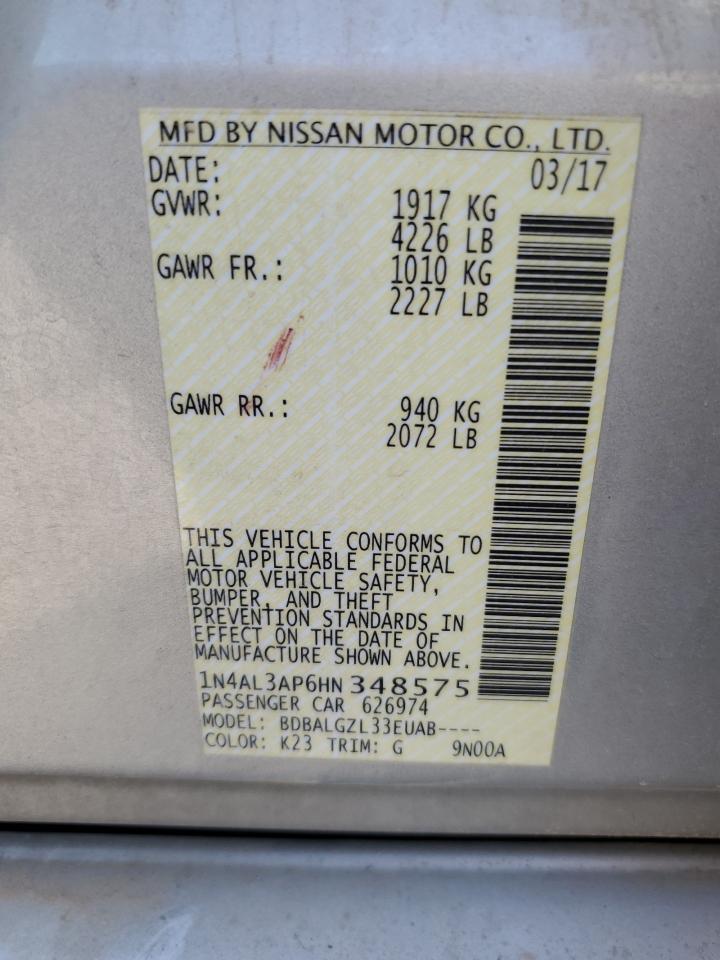 MFD BY NISSAN MOTOR CO., LTD.
DATE: 03/17
GVWR: 1917 KG
4226 LB
GAWR FR.: 1010 KG
2227 LB
GAWR RR.: 940 KG
2072 LB
THIS VEHICLE CONFORMS TO
ALL APPLICABLE FEDERAL
MOTOR VEHICLE SAFETY,
BUMPER, AND THEFT
PREVENTION STANDARDS IN
EFFECT ON THE DATE OF
MANUFACTURE SHOWN ABOVE.
1N4AL3AP6HN 348575
PASSENGER CAR 626974
MODEL: BDBALGZL33EUAB----
COLOR: K23 TRIM: G 9N00A